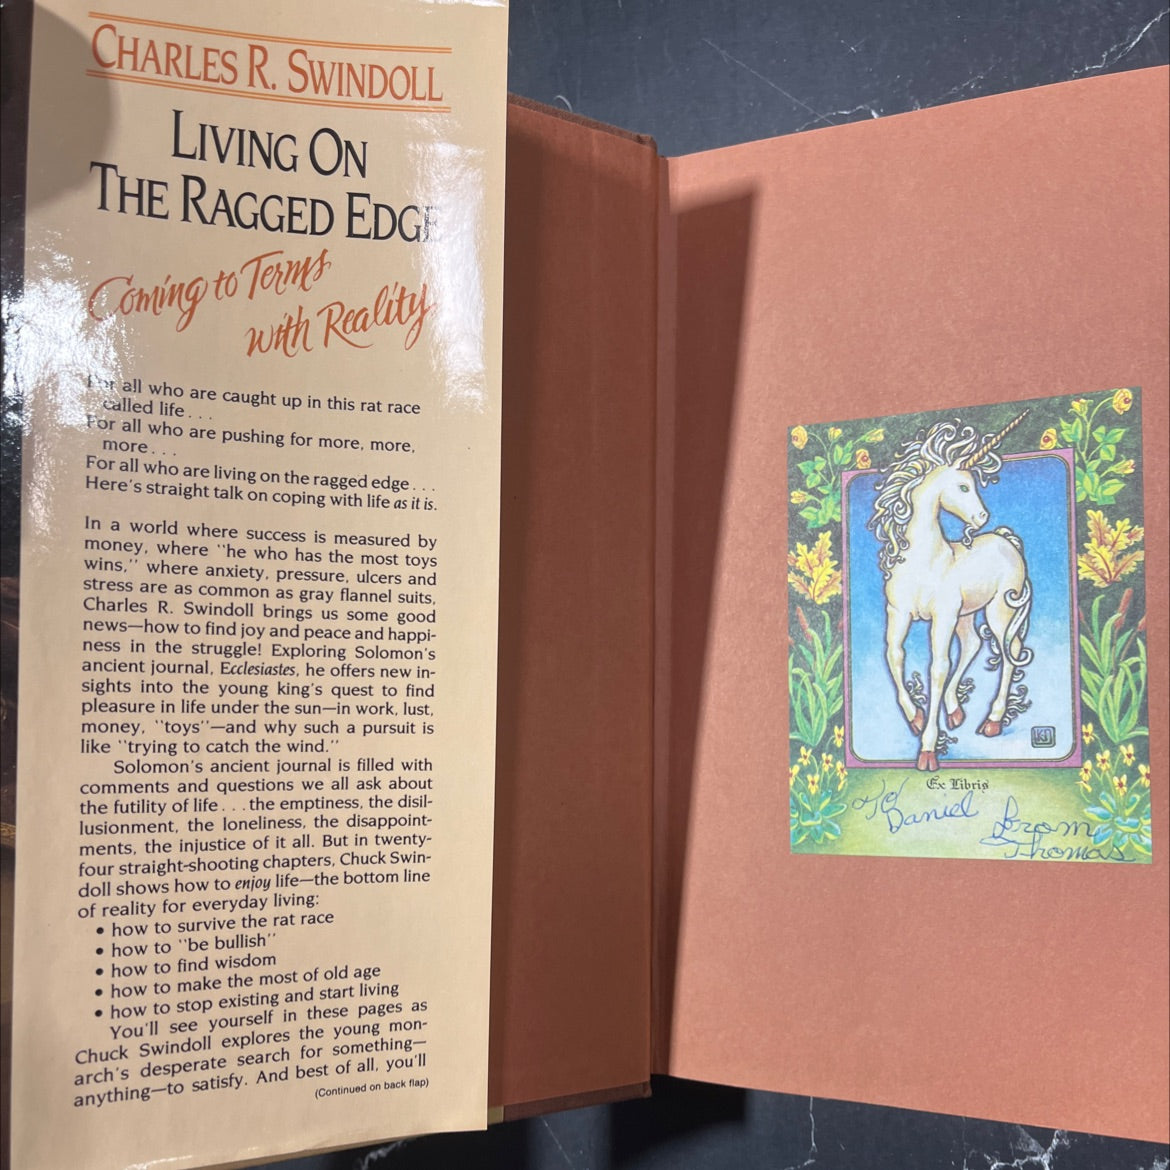 CHARLES R. SWINDOLL
LIVING ON
THE RAGGED EDGE
Coming to Terms
with Reality
For all who are caught up in this rat race
called life . . .
For all who are pushing for more, more,
more . . .
For all who are living on the ragged edge . . .
Here's straight talk on coping with life as it is.
In a world where success is measured by
money, where "he who has the most toys
wins," where anxiety, pressure, ulcers and
stress are as common as gray flannel suits,
Charles R. Swindoll brings us some good
news—how to find joy and peace and happi-
ness in the struggle! Exploring Solomon's
ancient journal, Ecclesiastes, he offers new in-
sights into the young king's quest to find
pleasure in life under the sun—in work, lust,
money, "toys"—and why such a pursuit is
like "trying to catch the wind."
Solomon's ancient journal is filled with
comments and questions we all ask about
the futility of life . . . the emptiness, the disil-
lusionment, the loneliness, the disappoint-
ments, the injustice of it all. But in twenty-
four straight-shooting chapters, Chuck Swin-
doll shows how to enjoy life—the bottom line
of reality for everyday living:
• how to survive the rat race
• how to "be bullish"
• how to find wisdom
• how to make the most of old age
• how to stop existing and start living
You'll see yourself in these pages as
Chuck Swindoll explores the young mon-
arch's desperate search for something—
anything—to satisfy. And best of all, you'll
(Continued on back flap)
Ex Libris
To
Daniel
From
Thomas